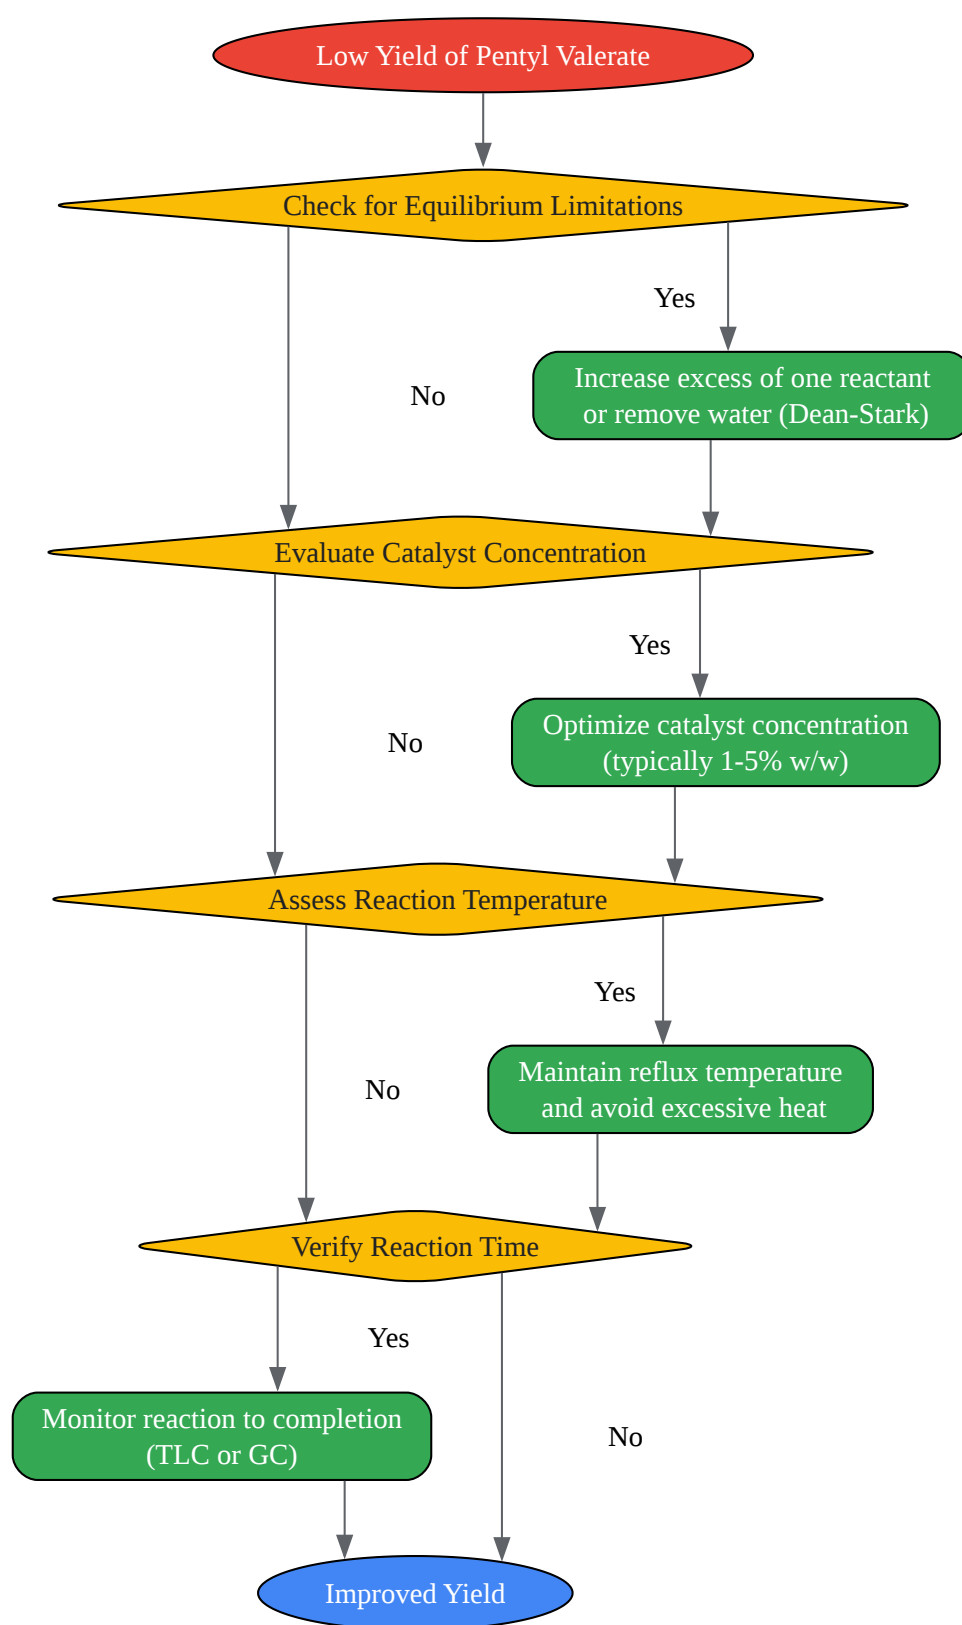 Low Yield of Pentyl Valerate
Check for Equilibrium Limitations
Yes
Increase excess of one reactant
or remove water (Dean-Stark)
No
Evaluate Catalyst Concentration
Yes
Optimize catalyst concentration
(typically 1-5% w/w)
No
Assess Reaction Temperature
Yes
Maintain reflux temperature
and avoid excessive heat
No
Verify Reaction Time
Yes
Monitor reaction to completion
(TLC or GC)
No
Improved Yield